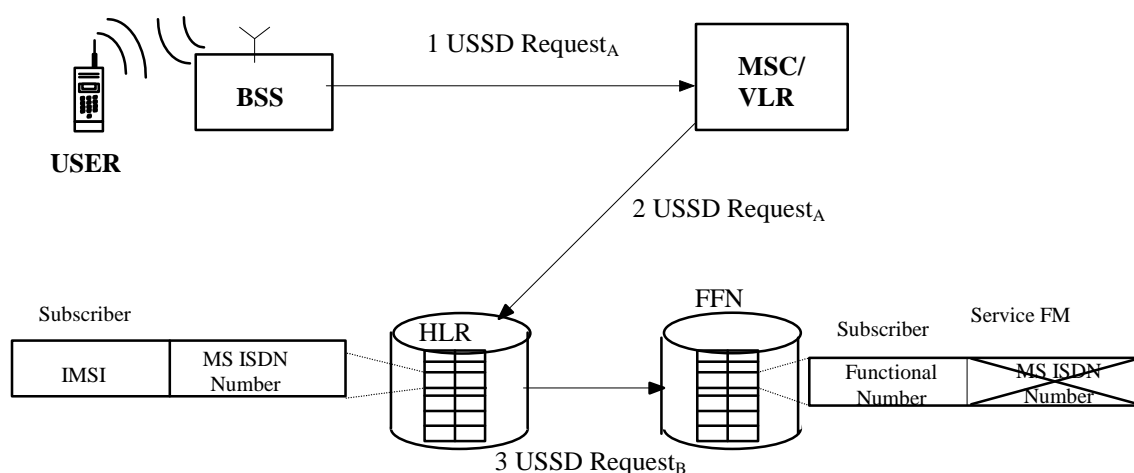 1 USSD RequestA
BSS
MSC/
VLR
USER
2 USSD RequestA
FFN
Subscriber
HLR
Subscriber
Service FM
IMSI
MS ISDN
Number
Functional
Number
MS ISDN
Number
3 USSD RequestB